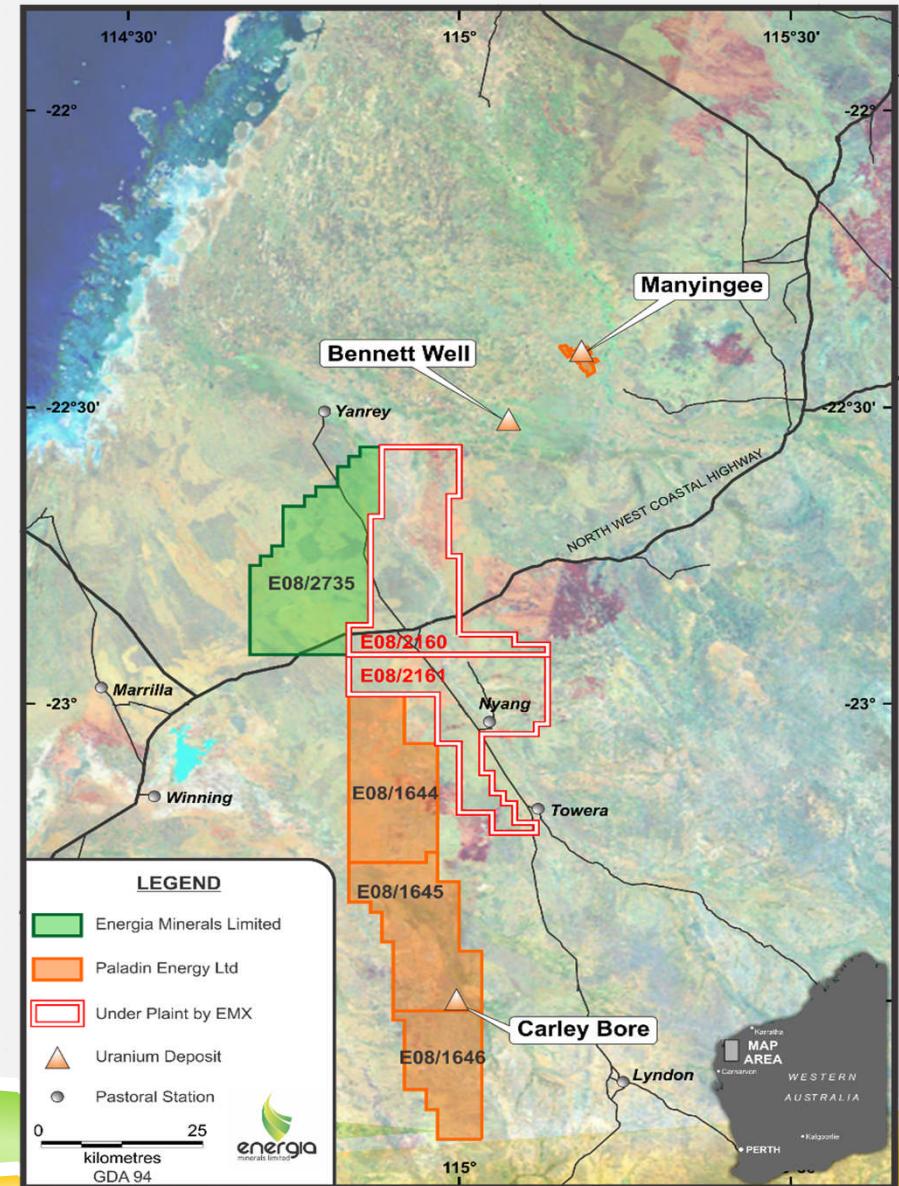 114°30'
115°
115°30'
-22°
-22°
Manyingee
Bennett Well
-22°30'
Yanrey
-22°30'
NORTH WEST COASTAL HIGHWAY
E08/2735
E08/2160
E08/2161
Marrilla
-23°
Nyang
-23°
E08/1644
Winning
Towera
LEGEND
Energia Minerals Limited
Paladin Energy Ltd
Under Plaint by EMX
Uranium Deposit
Pastoral Station
0 25
kilometres
GDA 94
energia
minerals limited
E08/1645
Carley Bore
E08/1646
Lyndon
Karratha
MAP
AREA
Carnarvon
WESTERN
AUSTRALIA
Kalgoorlie
PERTH
115°